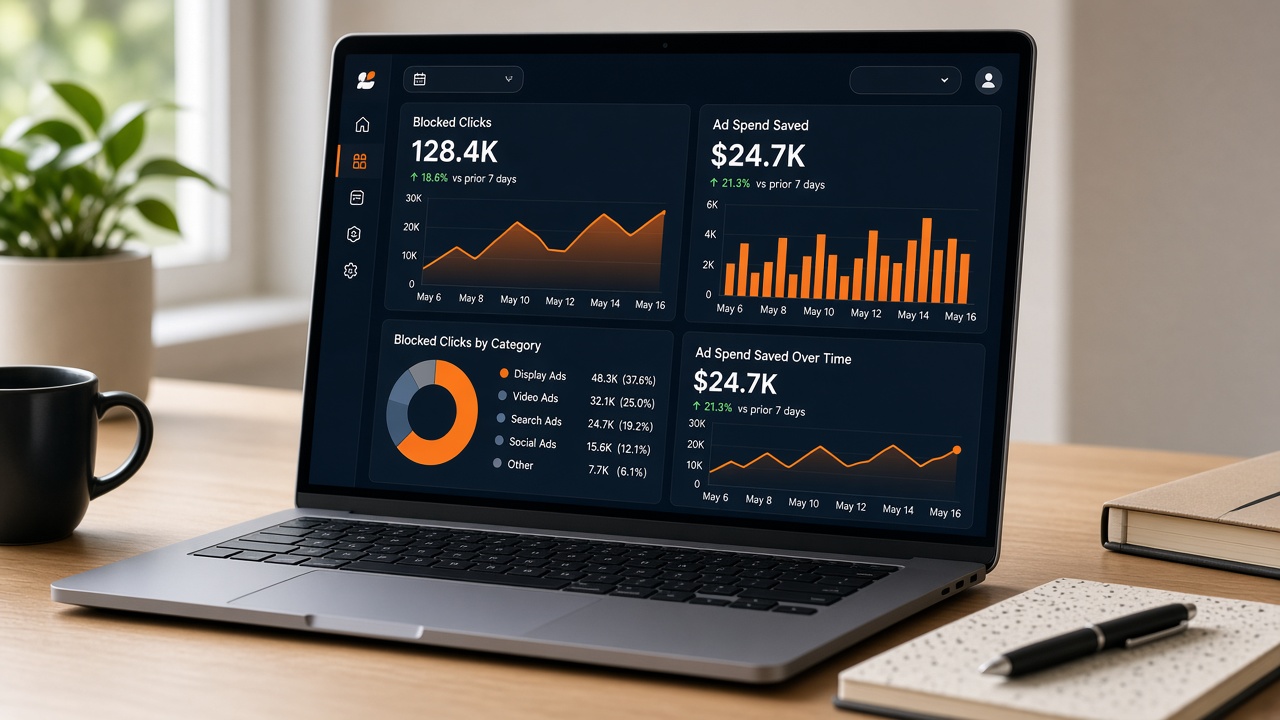 Blocked Clicks
128.4K
↑ 18.6% vs prior 7 days
30K
20K
10K
0
May 6 May 8 May 10 May 12 May 14 May 16
Ad Spend Saved
$24.7K
↑ 21.3% vs prior 7 days
6K
4K
2K
0
May 6 May 8 May 10 May 12 May 14 May 16
Blocked Clicks by Category
Display Ads 48.3K (37.6%)
Video Ads 32.1K (25.0%)
Search Ads 24.7K (19.2%)
Social Ads 15.6K (12.1%)
Other 7.7K (6.1%)
Ad Spend Saved Over Time
$24.7K
↑ 21.3% vs prior 7 days
30K
20K
10K
0
May 6 May 8 May 10 May 12 May 14 May 16